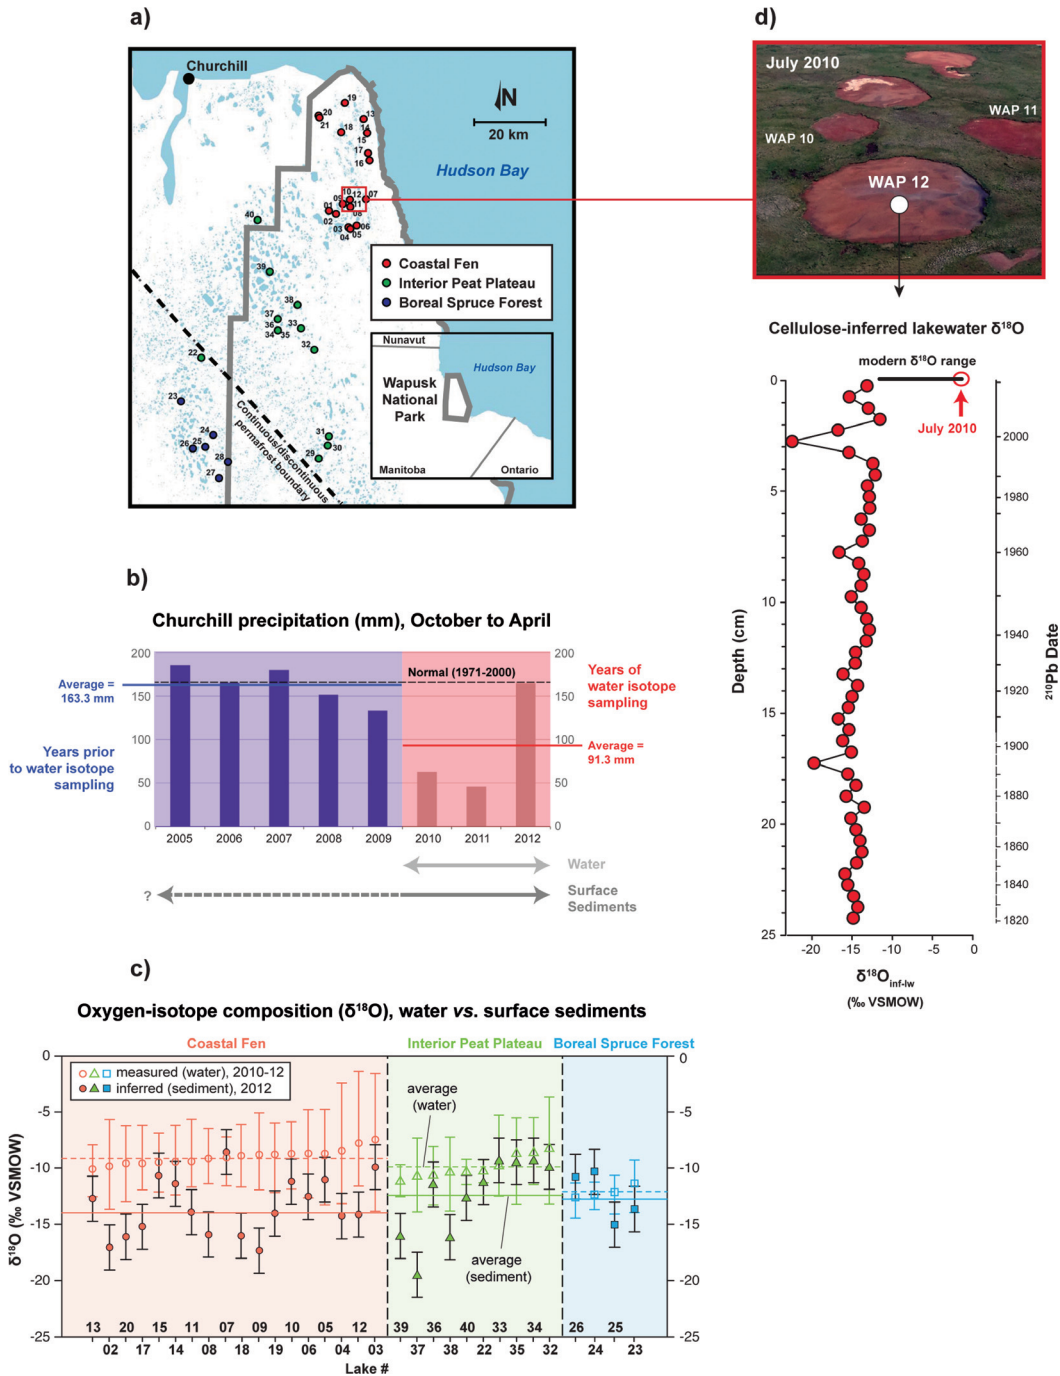 a)
Churchill
N
20 km
Hudson Bay
19
20
21
13
18
14
15
17
16
10
12
07
09
11
01
02
08
03
06
04
05
40
39
38
37
36
33
34
35
32
22
23
24
25
26
28
27
31
30
29
Coastal Fen
Interior Peat Plateau
Boreal Spruce Forest
Continuous/discontinuous
permafrost boundary
Nunavut
Hudson Bay
Wapusk
National
Park
Manitoba
Ontario
b)
Churchill precipitation (mm), October to April
200
150
100
50
0
200
150
100
50
0
Normal (1971-2000)
Average =
163.3 mm
Years prior
to water isotope
sampling
Years of
water isotope
sampling
Average =
91.3 mm
2005
2006
2007
2008
2009
2010
2011
2012
Water
?
Surface
Sediments
c)
Oxygen-isotope composition (δ18O), water vs. surface sediments
Coastal Fen
Interior Peat Plateau
Boreal Spruce Forest
measured (water), 2010-12
inferred (sediment), 2012
average
(water)
average
(sediment)
δ18O (‰ VSMOW)
0
-5
-10
-15
-20
-25
0
-5
-10
-15
-20
-25
13
20
15
11
07
09
10
05
12
39
36
40
33
34
26
25
02
17
14
08
18
19
06
04
03
37
38
22
35
32
24
23
Lake #
d)
July 2010
WAP 11
WAP 10
WAP 12
Cellulose-inferred lakewater δ18O
modern δ18O range
July 2010
0
5
10
15
20
25
Depth (cm)
2000
1980
1960
1940
1920
1900
1880
1860
1840
1820
210Pb Date
-20
-15
-10
-5
0
δ18Oinf-lw
(‰ VSMOW)